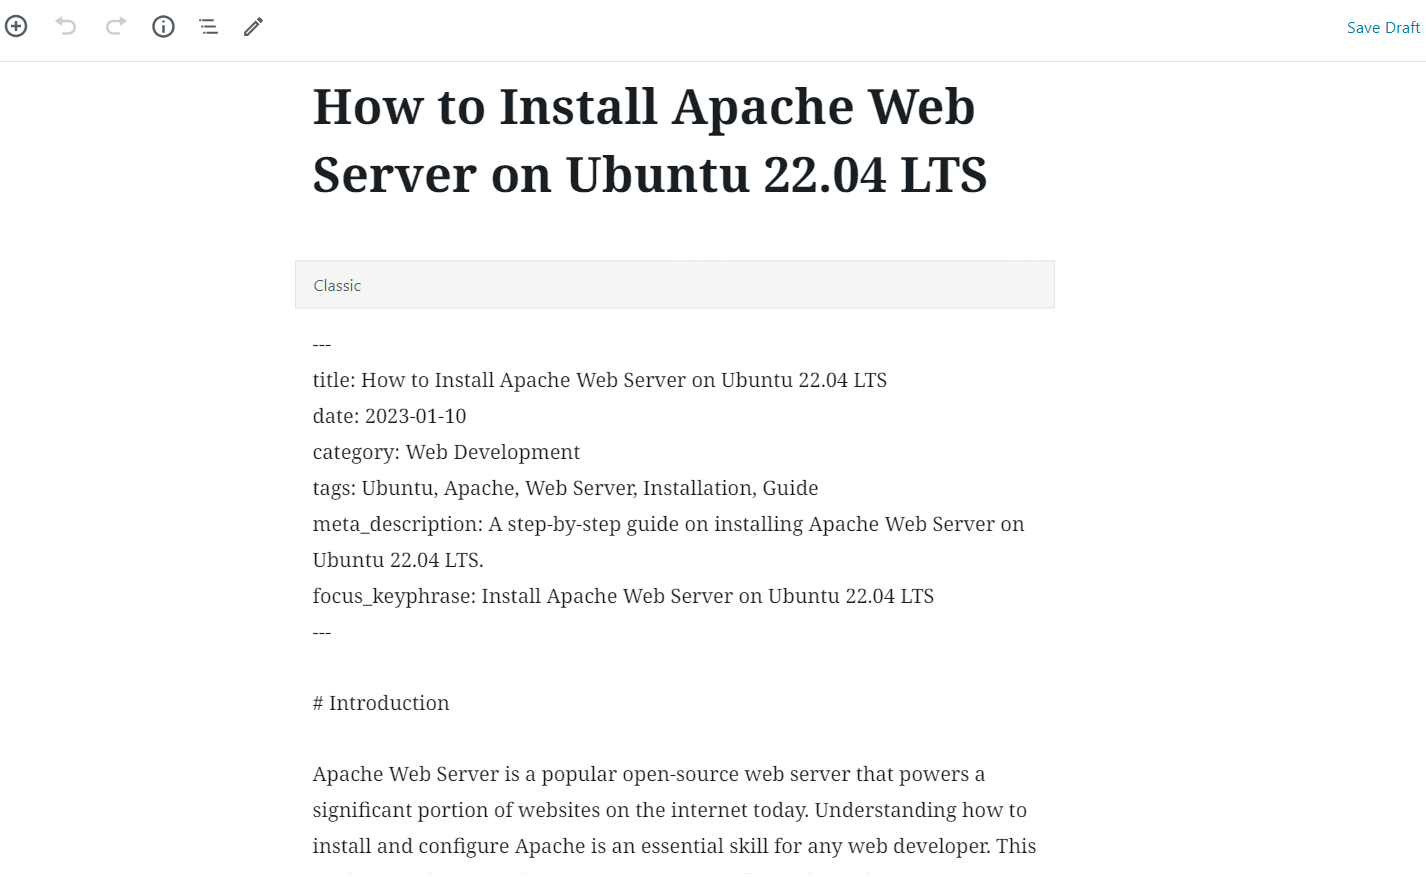 Save Draft
How to Install Apache Web
Server on Ubuntu 22.04 LTS
Classic
---
title: How to Install Apache Web Server on Ubuntu 22.04 LTS
date: 2023-01-10
category: Web Development
tags: Ubuntu, Apache, Web Server, Installation, Guide
meta_description: A step-by-step guide on installing Apache Web Server on
Ubuntu 22.04 LTS.
focus_keyphrase: Install Apache Web Server on Ubuntu 22.04 LTS
---
# Introduction
Apache Web Server is a popular open-source web server that powers a
significant portion of websites on the internet today. Understanding how to
install and configure Apache is an essential skill for any web developer. This